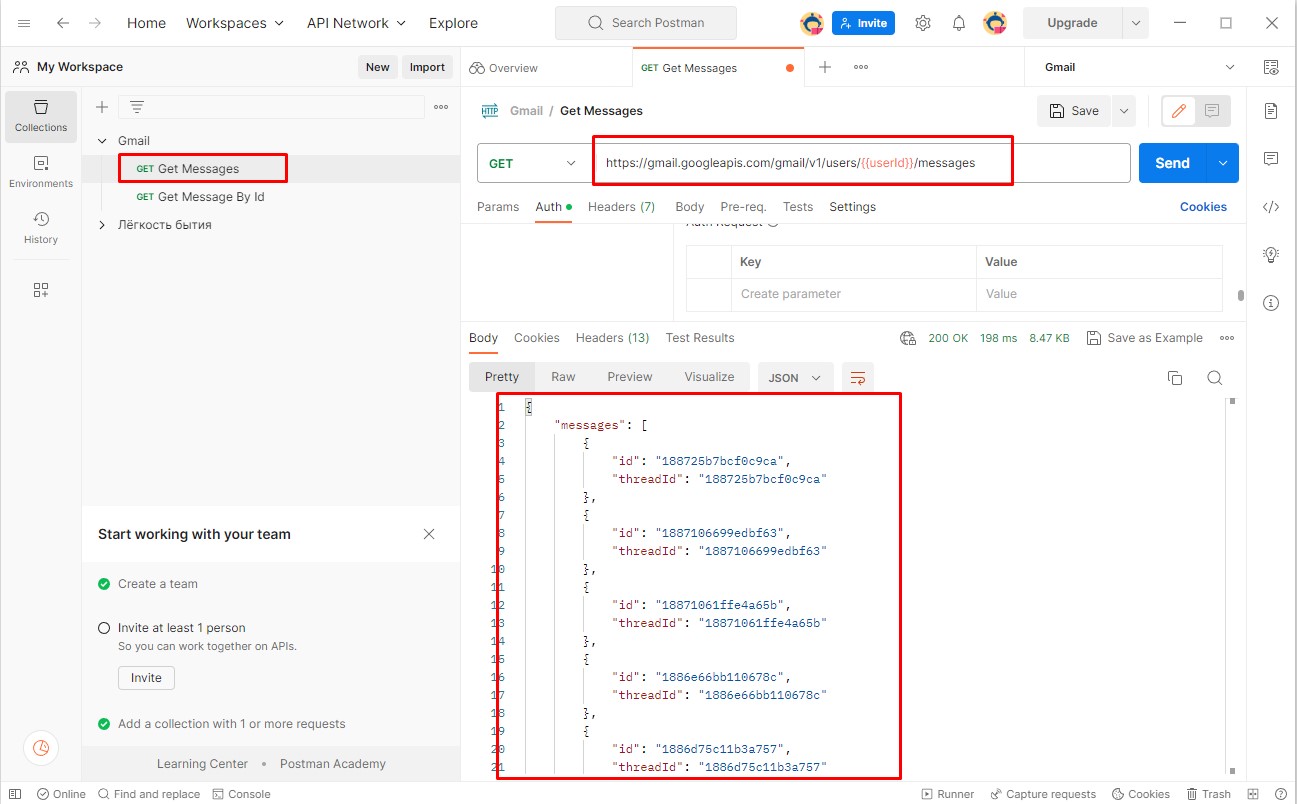 Home Workspaces API Network Explore Search Postman Invite Upgrade
My Workspace New Import Overview GET Get Messages Gmail
Collections
Environments
History
Gmail
GET Get Messages
GET Get Message By Id
Лёгкость бытия
Start working with your team
Create a team
Invite at least 1 person
So you can work together on APIs.
Invite
Add a collection with 1 or more requests
Learning Center • Postman Academy
HTTP Gmail / Get Messages Save
GET https://gmail.googleapis.com/gmail/v1/users/{{userId}}/messages Send
Params Auth Headers (7) Body Pre-req. Tests Settings Cookies
Auth Request
Key Value
Create parameter Value
Body Cookies Headers (13) Test Results 200 OK 198 ms 8.47 KB Save as Example
Pretty Raw Preview Visualize JSON
1 {
2 "messages": [
3 {
4 "id": "188725b7bcf0c9ca",
5 "threadId": "188725b7bcf0c9ca"
6 },
7 {
8 "id": "1887106699edbf63",
9 "threadId": "1887106699edbf63"
10 },
11 {
12 "id": "18871061ffe4a65b",
13 "threadId": "18871061ffe4a65b"
14 },
15 {
16 "id": "1886e66bb110678c",
17 "threadId": "1886e66bb110678c"
18 },
19 {
20 "id": "1886d75c11b3a757",
21 "threadId": "1886d75c11b3a757"
Online Find and replace Console Runner Capture requests Cookies Trash